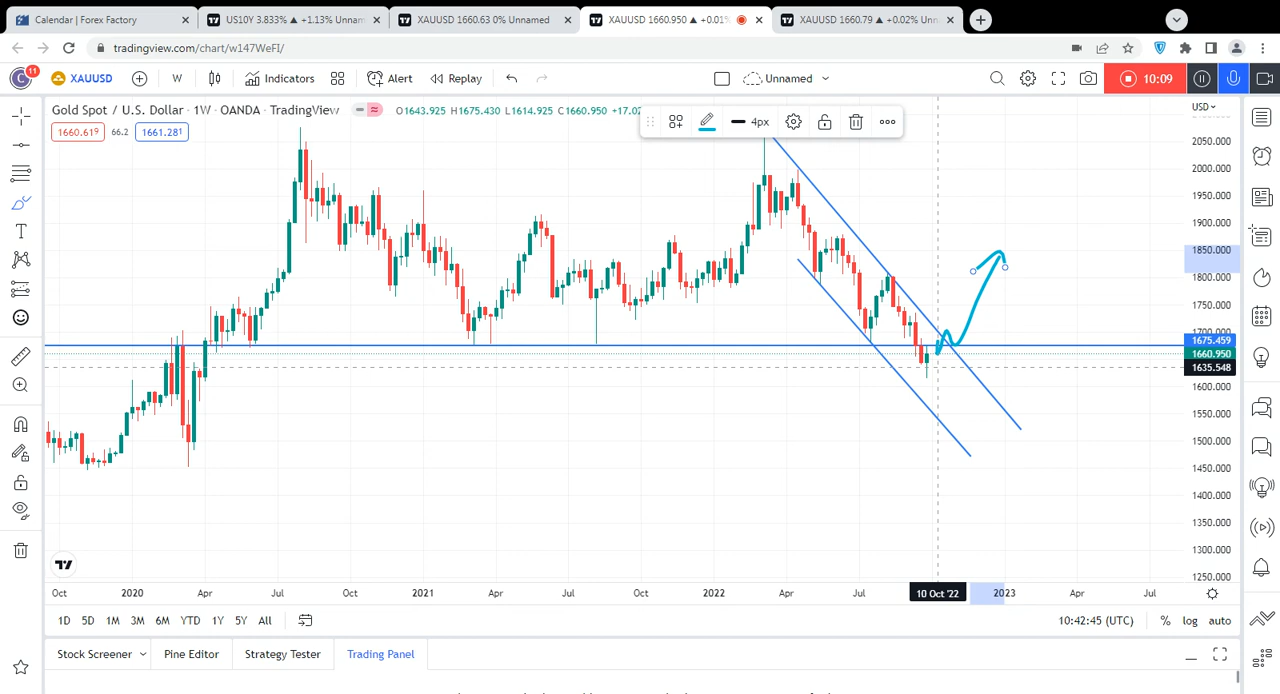 Calendar | Forex Factory
US10Y 3.833% ▲ +1.13% Unnam
XAUUSD 1660.63 0% Unnamed
XAUUSD 1660.950 ▲ +0.01%
XAUUSD 1660.79 ▲ +0.02% Unn
tradingview.com/chart/w147WeFI/
C 11 XAUUSD W Indicators Alert Replay Unnamed 10:09
Gold Spot / U.S. Dollar · 1W · OANDA · TradingView O1643.925 H1675.430 L1614.925 C1660.950 +17.02
1660.619 66.2 1661.281
4px
USD
2050.000
2000.000
1950.000
1900.000
1850.000
1800.000
1750.000
1700.000
1675.459
1660.950
1635.548
1600.000
1550.000
1500.000
1450.000
1400.000
1350.000
1300.000
1250.000
Oct 2020 Apr Jul Oct 2021 Apr Jul Oct 2022 Apr Jul 10 Oct '22 2023 Apr Jul
1D 5D 1M 3M 6M YTD 1Y 5Y All 10:42:45 (UTC) % log auto
Stock Screener Pine Editor Strategy Tester Trading Panel